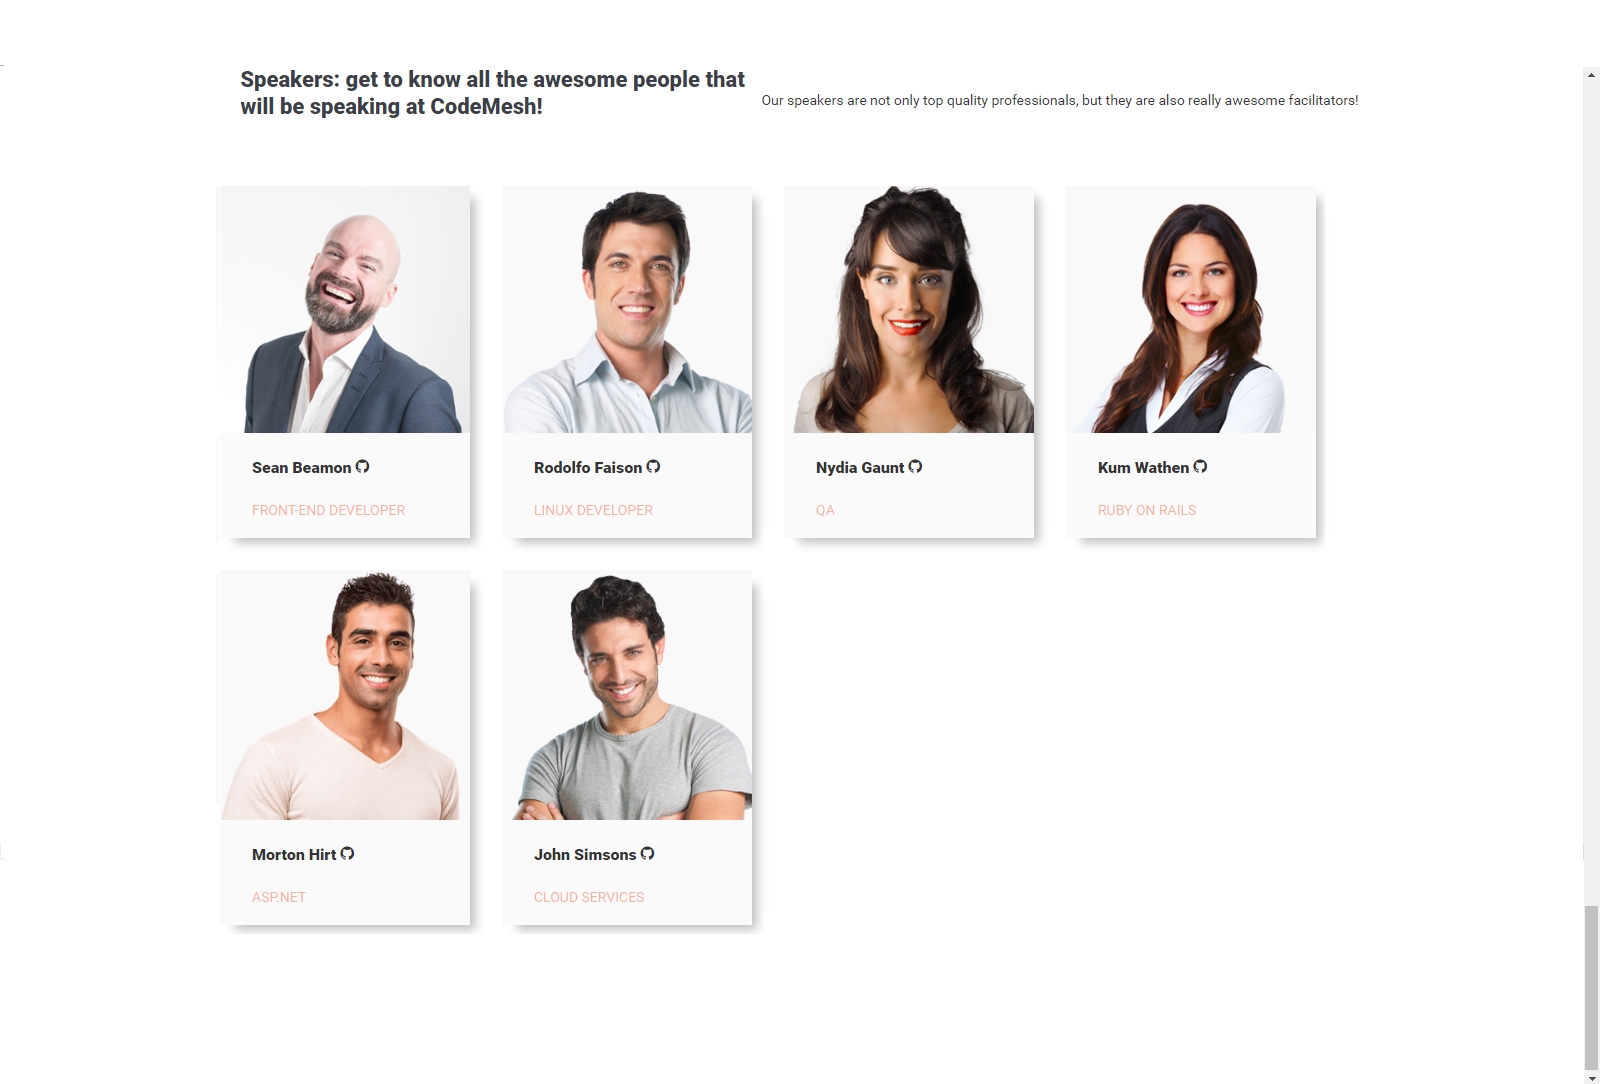 Speakers: get to know all the awesome people that
will be speaking at CodeMesh!
Our speakers are not only top quality professionals, but they are also really awesome facilitators!
Sean Beamon
FRONT-END DEVELOPER
Rodolfo Faison
LINUX DEVELOPER
Nydia Gaunt
QA
Kum Wathen
RUBY ON RAILS
Morton Hirt
ASP.NET
John Simsons
CLOUD SERVICES